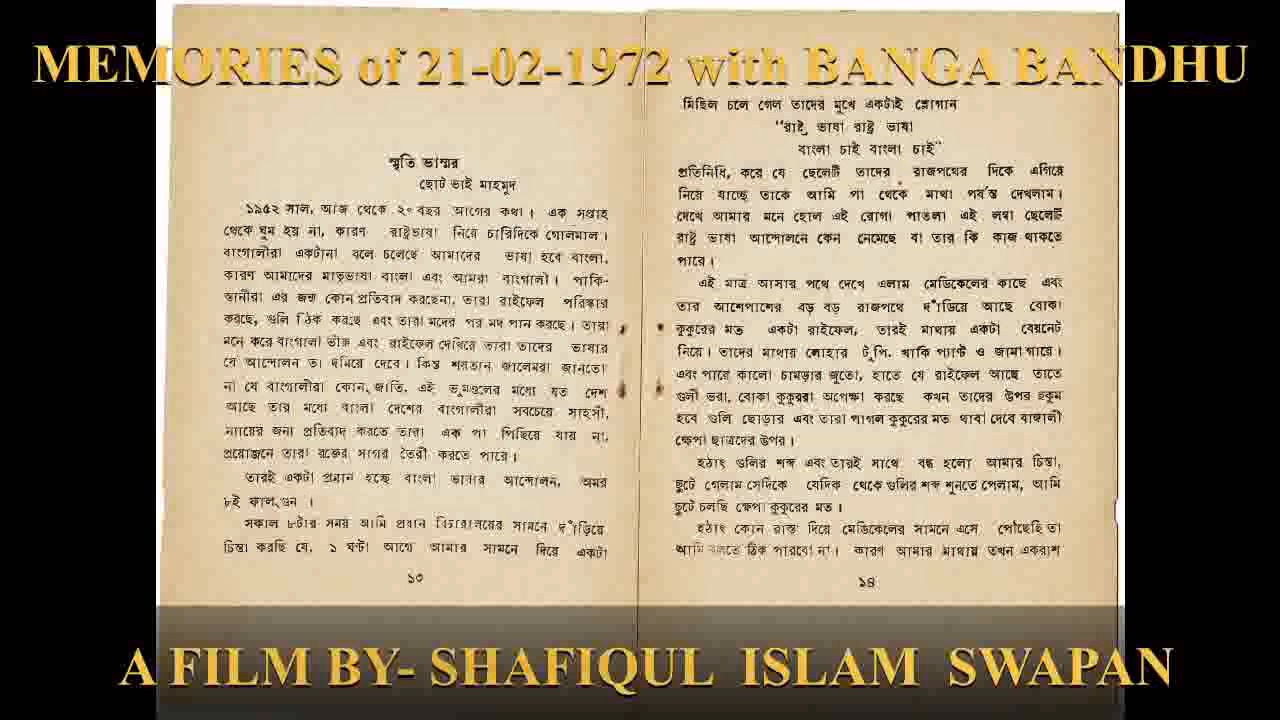 MEMORIES of 21-02-1972 with BANGA BANDHU
স্মৃতি ভাস্বর
ছোট ভাই মাহমুদ
১৯৫২ সাল, আজ থেকে ২০ বছর আগের কথা। এক সপ্তাহ
থেকে ঘুম হয় না, কারণ রাষ্ট্রভাষা নিয়ে চারিদিকে গোলমাল।
বাংগালীরা একটানা বলে চলেছে আমাদের ভাষা হবে বাংলা,
কারণ আমাদের মাতৃভাষা বাংলা এবং আমরা বাংগালী। পাকি-
স্তানীরা এর জন্য কোন প্রতিবাদ করছেনা, তারা রাইফেল পরিস্কার
করছে, গুলি ঠিক করছে এবং তারা মদের পর মদ পান করছে। তারা
মনে করে বাংগালী ভীরু এবং রাইফেল দেখিয়ে তারা তাদের ভাষার
যে আন্দোলন তা দমিয়ে দেবে। কিন্তু শয়তান জালেমরা জানতো
না যে বাংগালীরা কোন্ জাতি, এই ভূমণ্ডলের মধ্যে যত দেশ
আছে তার মধ্যে বাংলা দেশের বাংগালীরা সবচেয়ে সাহসী,
ন্যায়ের জন্য প্রতিবাদ করতে তারা এক পা পিছিয়ে যায় না,
প্রয়োজনে তারা রক্তের সাগর তৈরী করতে পারে।
তারই একটা প্রমান হচ্ছে বাংলা ভাষার আন্দোলন, অমর
৮ই ফাল্গুন।
সকাল ৮টার সময় আমি প্রধান বিচারালয়ের সামনে দাঁড়িয়ে
চিন্তা করছি যে, ১ ঘণ্টা আগে আমার সামনে দিয়ে একটা
১৩
মিছিল চলে গেল তাদের মুখে একটাই শ্লোগান
"রাষ্ট্র ভাষা রাষ্ট্র ভাষা
বাংলা চাই বাংলা চাই"
প্রতিনিধি, করে যে ছেলেটি তাদের রাজপথের দিকে এগিয়ে
নিয়ে যাচ্ছে তাকে আমি পা থেকে মাথা পর্যন্ত দেখলাম।
দেখে আমার মনে হোল এই রোগা পাতলা এই লম্বা ছেলেটি
রাষ্ট্র ভাষা আন্দোলনে কেন নেমেছে বা তার কি কাজ থাকতে
পারে।
এই মাত্র আসার পথে দেখে এলাম মেডিকেলের কাছে এবং
তার আশেপাশের বড় বড় রাজপথে দাঁড়িয়ে আছে বোকা
কুকুরের মত একটা রাইফেল, তারই মাথায় একটা বেয়নেট
নিয়ে। তাদের মাথায় লোহার টুপি. খাকি প্যাণ্ট ও জামা গায়ে।
এবং পায়ে কালো চামড়ার জুতো, হাতে যে রাইফেল আছে তাতে
গুলী ভরা, বোকা কুকুররা অপেক্ষা করছে কখন তাদের উপর হুকুম
হবে গুলি ছোড়ার এবং তারা পাগল কুকুরের মত থাবা দেবে বাঙ্গালী
ক্ষেপা ছাত্রদের উপর।
হঠাৎ গুলির শব্দ এবং তারই সাথে বন্ধ হলো আমার চিন্তা,
ছুটে গেলাম সেদিকে যেদিক থেকে গুলির শব্দ শুনতে পেলাম, আমি
ছুটে চলছি ক্ষেপা কুকুরের মত।
হঠাৎ কোন রাস্তা দিয়ে মেডিকেলের সামনে এসে পৌঁছেছি তা
আমি বলতে ঠিক পারবো না। কারণ আমার মাথায় তখন একরাশ
১৪
A FILM BY- SHAFIQUL ISLAM SWAPAN